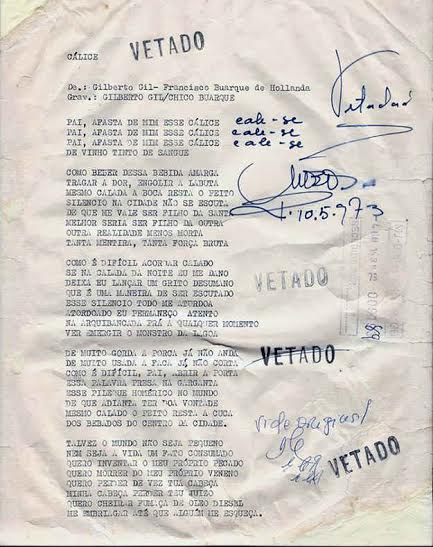 CÁLICE
VETADO
De.: Gilberto Gil- Francisco Buarque de Hollanda
Grav.: GILBERTO GIL/CHICO BUARQUE
Vetado
PAI, AFASTA DE MIM ESSE CÁLICE cale-se
PAI, AFASTA DE MIM ESSE CÁLICE cale-se
PAI, AFASTA DE MIM ESSE CÁLICE cale-se
DE VINHO TINTO DE SANGUE
COMO BEBER DESSA BEBIDA AMARGA
TRAGAR A DOR, ENGOLIR A LABUTA
MESMO CALADA A BOCA RESTA O PEITO
SILENCIO NA CIDADE NÃO SE ESCUTA
DE QUE ME VALE SER FILHO DA SANTA
MELHOR SERIA SER FILHO DA OUTRA
OUTRA REALIDADE MENOS MORTA
TANTA MENTIRA, TANTA FORÇA BRUTA
10.5.973
COMO É DIFÍCIL ACORDAR CALADO
SE NA CALADA DA NOITE EU ME DANO
DEIXA EU LANÇAR UM GRITO DESUMANO
QUE É UMA MANEIRA DE SER ESCUTADO
ESSE SILENCIO TODO ME ATURDOA
ATORDOADO EU PERMANEÇO ATENTO
NA ARQUIBANCADA PRÁ A QUALQUER MOMENTO
VER EMERGIR O MONSTRO DA LAGOA
VETADO
VETADO
DE MUITO GORDA A PORCA JÁ NÃO ANDA
DE MUITO USADA A FACA JÁ NÃO CORTA
COMO É DIFÍCIL, PAI, ABRIR A PORTA
ESSA PALAVRA PRESA NA GARGANTA
ESSE PILEQUE HOMÉRICO NO MUNDO
DE QUE ADIANTA TER BOA VONTADE
MESMO CALADO O PEITO RESTA A CUCA
DOS BEBADOS DO CENTRO DA CIDADE.
VETADO
TALVEZ O MUNDO NÃO SEJA PEQUENO
NEM SEJA A VIDA UM FATO CONSUMADO
QUERO INVENTAR O MEU PRÓPRIO PECADO
QUERO MORRER DO MEU PRÓPRIO VENENO
QUERO PERDER DE VEZ TUA CABEÇA
MINHA CABEÇA PERDER TEU JUIZO
QUERO CHEIRAR FUMAÇA DE OLEO DIESEL
ME EMBRIAGAR ATÉ QUE ALGUÉM ME ESQUEÇA.